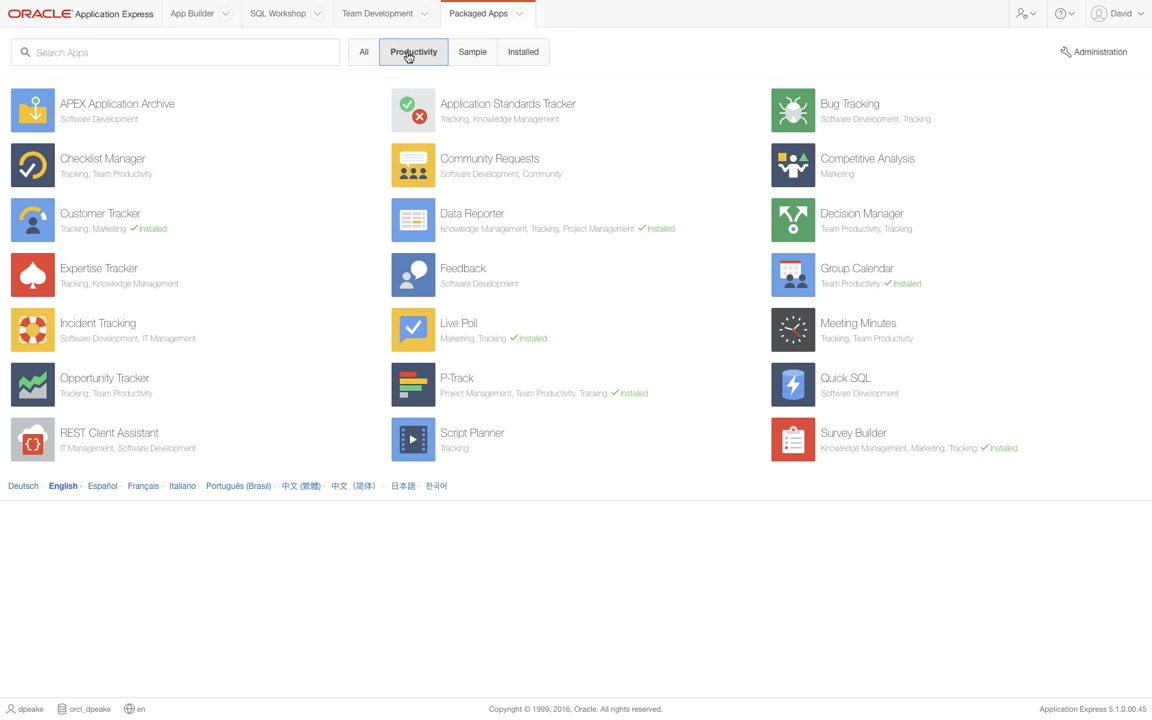 ORACLE Application Express App Builder SQL Workshop Team Development Packaged Apps David
Search Apps All Productivity Sample Installed Administration
APEX Application Archive
Software Development
Application Standards Tracker
Tracking, Knowledge Management
Bug Tracking
Software Development, Tracking
Checklist Manager
Tracking, Team Productivity
Community Requests
Software Development, Community
Competitive Analysis
Marketing
Customer Tracker
Tracking, Marketing Installed
Data Reporter
Knowledge Management, Tracking, Project Management Installed
Decision Manager
Team Productivity, Tracking
Expertise Tracker
Tracking, Knowledge Management
Feedback
Software Development
Group Calendar
Team Productivity Installed
Incident Tracking
Software Development, IT Management
Live Poll
Marketing, Tracking Installed
Meeting Minutes
Tracking, Team Productivity
Opportunity Tracker
Tracking, Team Productivity
P-Track
Project Management, Team Productivity, Tracking Installed
Quick SQL
Software Development
REST Client Assistant
IT Management, Software Development
Script Planner
Tracking
Survey Builder
Knowledge Management, Marketing, Tracking Installed
Deutsch English Español Français Italiano Português (Brasil) 中文 (繁體) 中文（简体） 日本語 한국어
dpeake orcl_dpeake en Copyright © 1999, 2016, Oracle. All rights reserved. Application Express 5.1.0.00.45